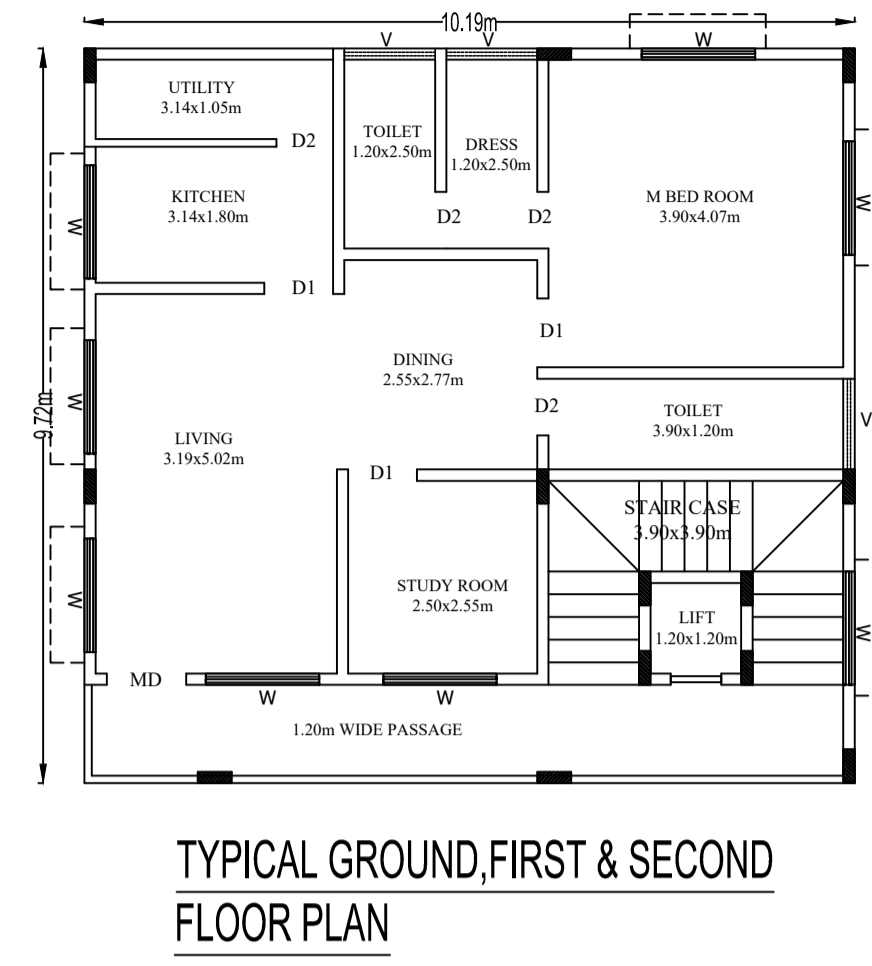 10.19m
V
V
W
UTILITY
3.14x1.05m
TOILET
1.20x2.50m
DRESS
1.20x2.50m
D2
KITCHEN
3.14x1.80m
M BED ROOM
3.90x4.07m
W
W
D2
D2
D1
D1
DINING
2.55x2.77m
9.72m
W
D2
TOILET
3.90x1.20m
V
LIVING
3.19x5.02m
D1
STAIR CASE
3.90x3.90m
STUDY ROOM
2.50x2.55m
W
LIFT
1.20x1.20m
W
MD
W
W
1.20m WIDE PASSAGE
TYPICAL GROUND,FIRST & SECOND
FLOOR PLAN